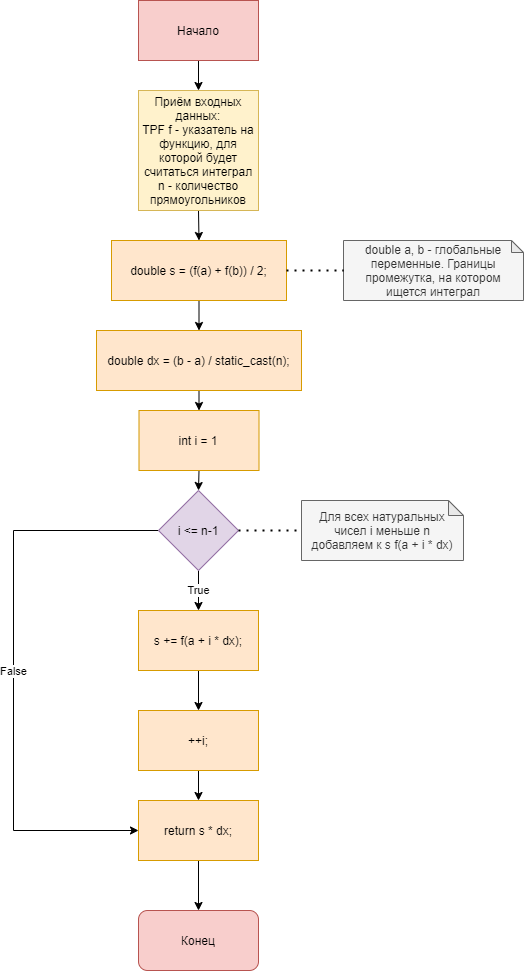 Начало
Приём входных
данных:
TPF f - указатель на
функцию, для
которой будет
считаться интеграл
n - количество
прямоугольников
double s = (f(a) + f(b)) / 2;
double a, b - глобальные
переменные. Границы
промежутка, на котором
ищется интеграл
double dx = (b - a) / static_cast(n);
int i = 1
i <= n-1
Для всех натуральных
чисел i меньше n
добавляем к s f(a + i * dx)
True
s += f(a + i * dx);
False
++i;
return s * dx;
Конец